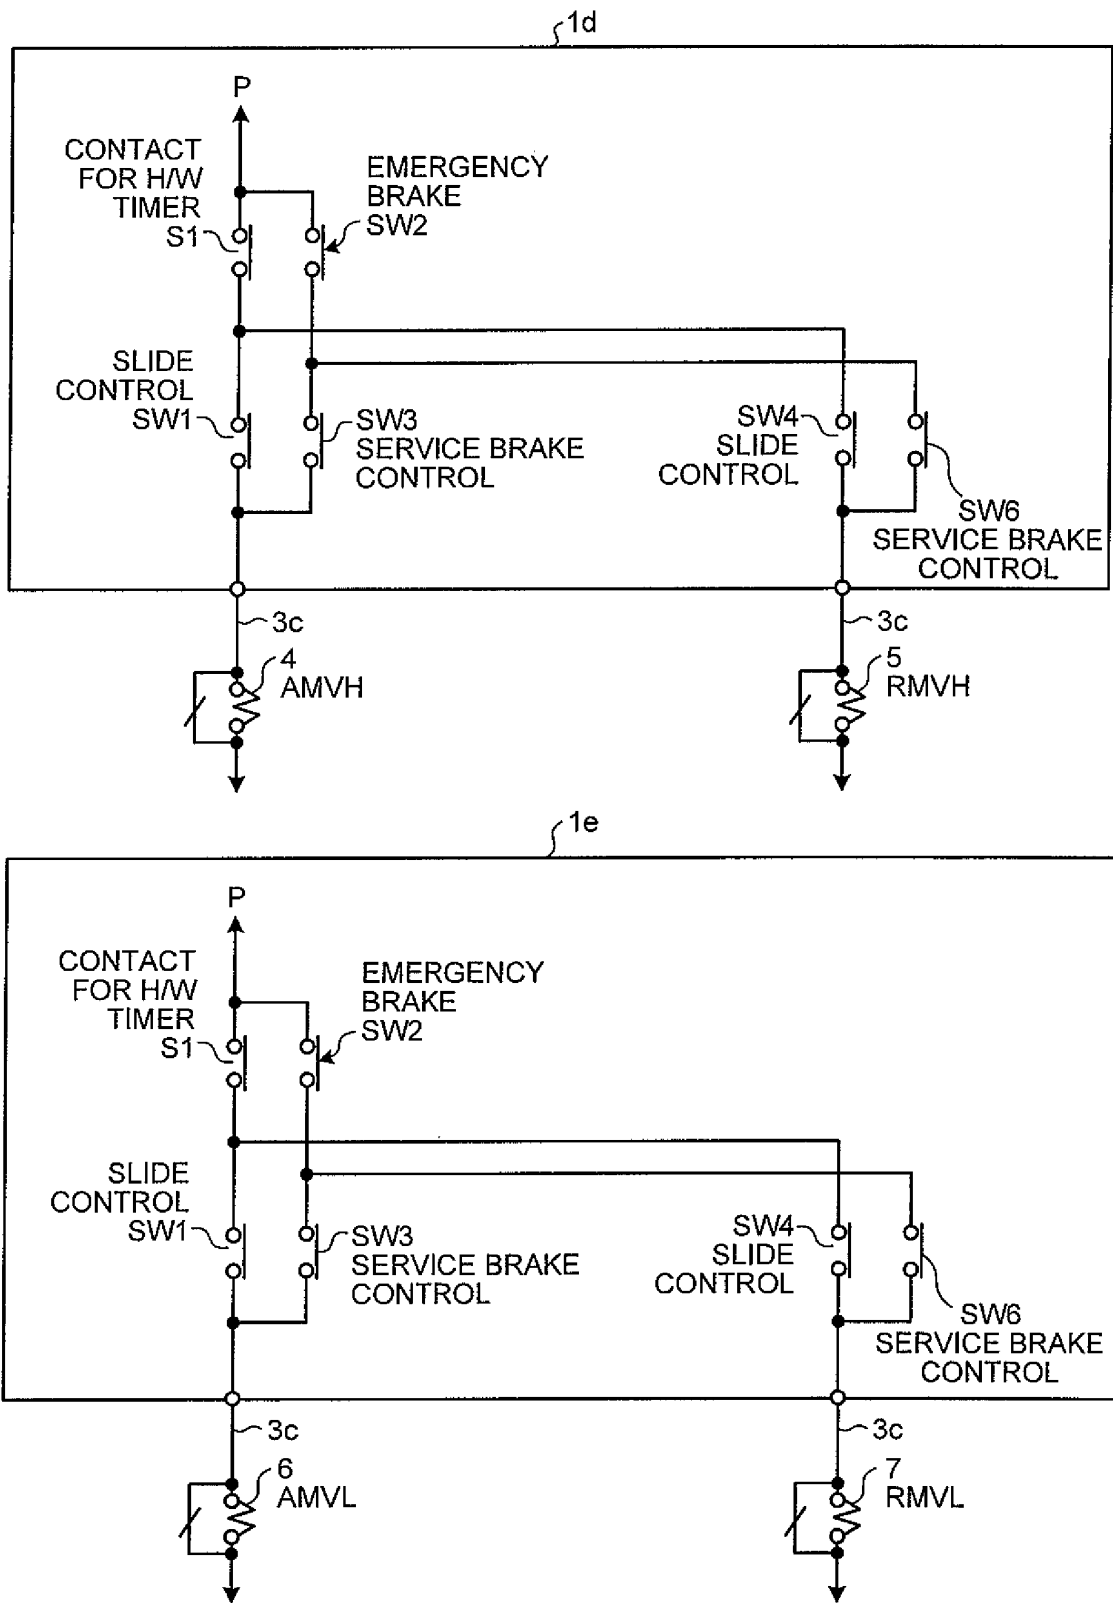 1d
P
CONTACT
FOR H/W
TIMER
S1
EMERGENCY
BRAKE
SW2
SLIDE
CONTROL
SW1
SW3
SERVICE BRAKE
CONTROL
SW4
SLIDE
CONTROL
SW6
SERVICE BRAKE
CONTROL
3c
3c
4
AMVH
5
RMVH
1e
P
CONTACT
FOR H/W
TIMER
S1
EMERGENCY
BRAKE
SW2
SLIDE
CONTROL
SW1
SW3
SERVICE BRAKE
CONTROL
SW4
SLIDE
CONTROL
SW6
SERVICE BRAKE
CONTROL
3c
3c
6
AMVL
7
RMVL